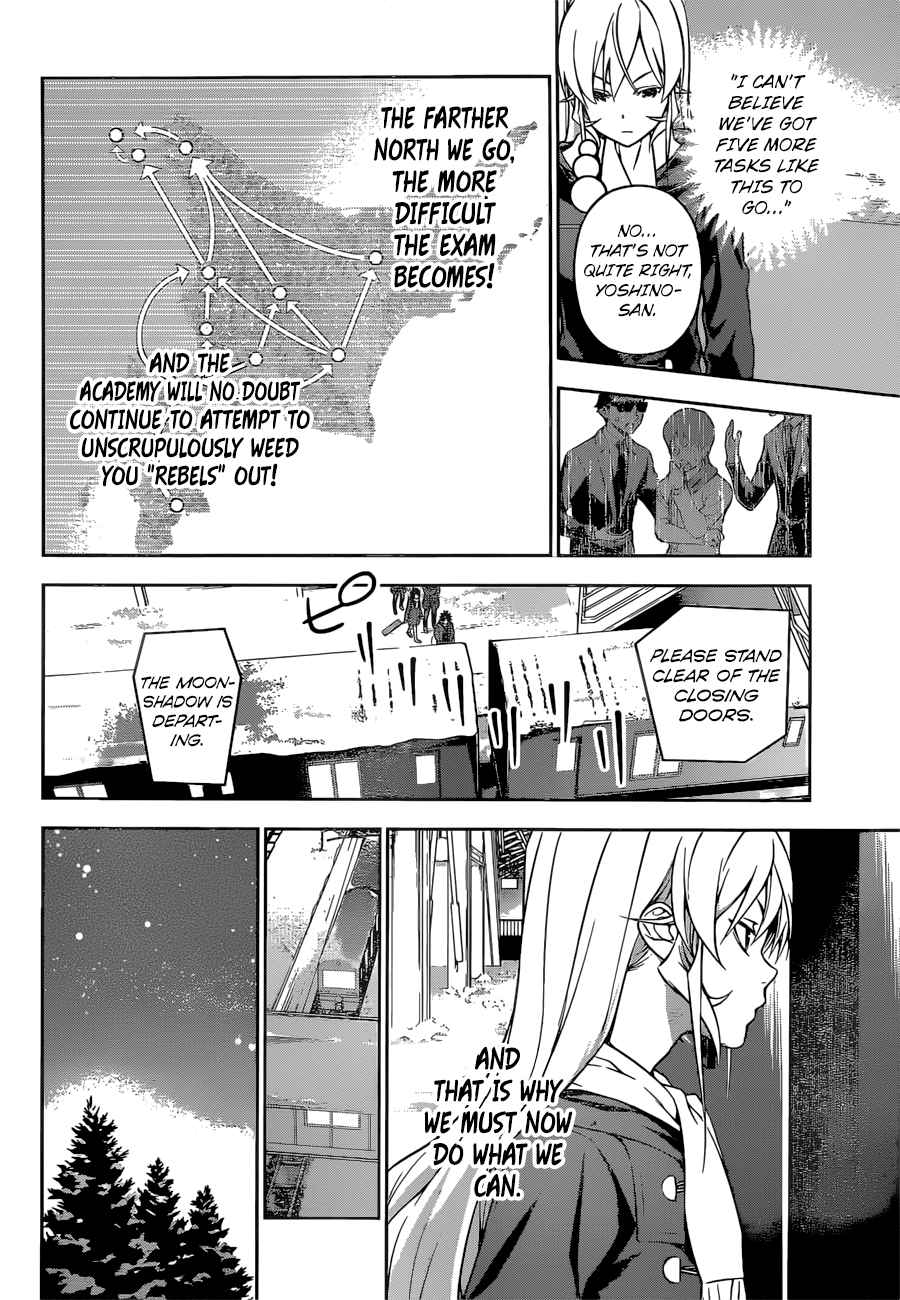 "I CAN'T
BELIEVE
WE'VE GOT
FIVE MORE
TASKS LIKE
THIS TO
GO..."
NO...
THAT'S NOT
QUITE RIGHT,
YOSHINO-
SAN.
THE FARTHER
NORTH WE GO,
THE MORE
DIFFICULT
THE EXAM
BECOMES!
AND THE
ACADEMY WILL NO DOUBT
CONTINUE TO ATTEMPT TO
UNSCRUPULOUSLY WEED
YOU "REBELS" OUT!
PLEASE STAND
CLEAR OF THE
CLOSING
DOORS.
ピ
THE MOON-
SHADOW IS
DEPART-
ING.
AND
THAT IS WHY
WE MUST NOW
DO WHAT WE
CAN.